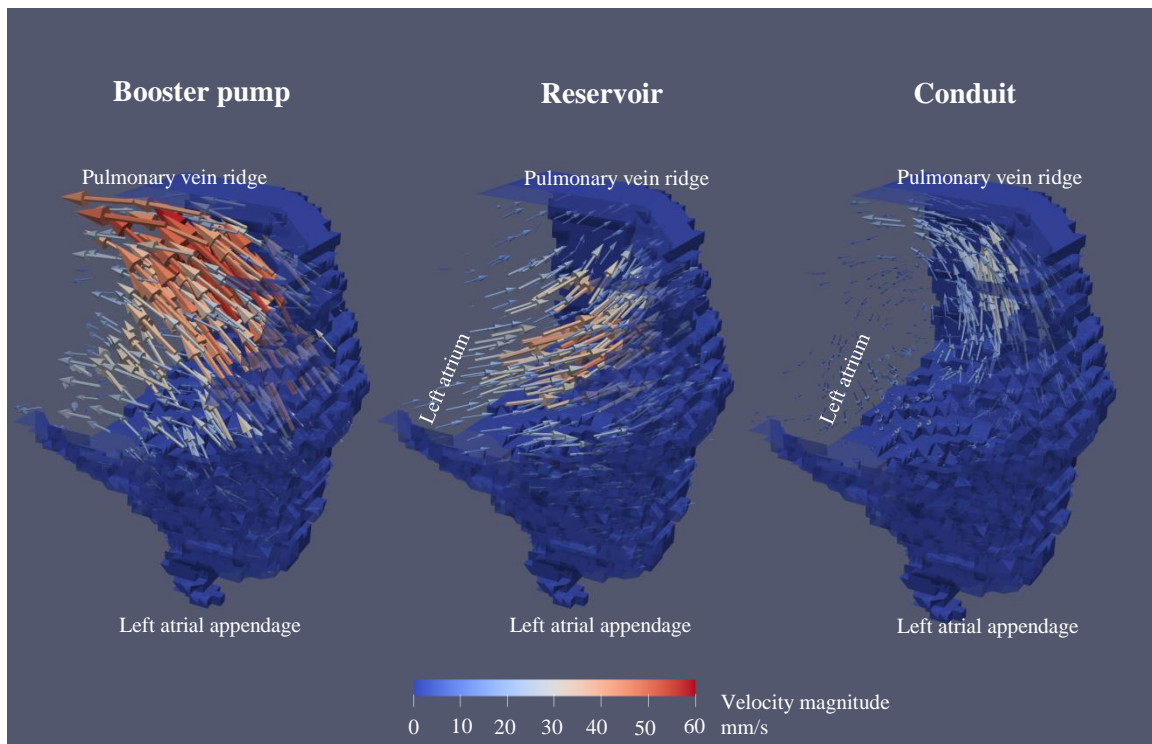 Booster pump
Reservoir
Conduit
Pulmonary vein ridge
Pulmonary vein ridge
Pulmonary vein ridge
Left atrium
Left atrium
Left atrial appendage
Left atrial appendage
Left atrial appendage
0 10 20 30 40 50 60
Velocity magnitude
mm/s